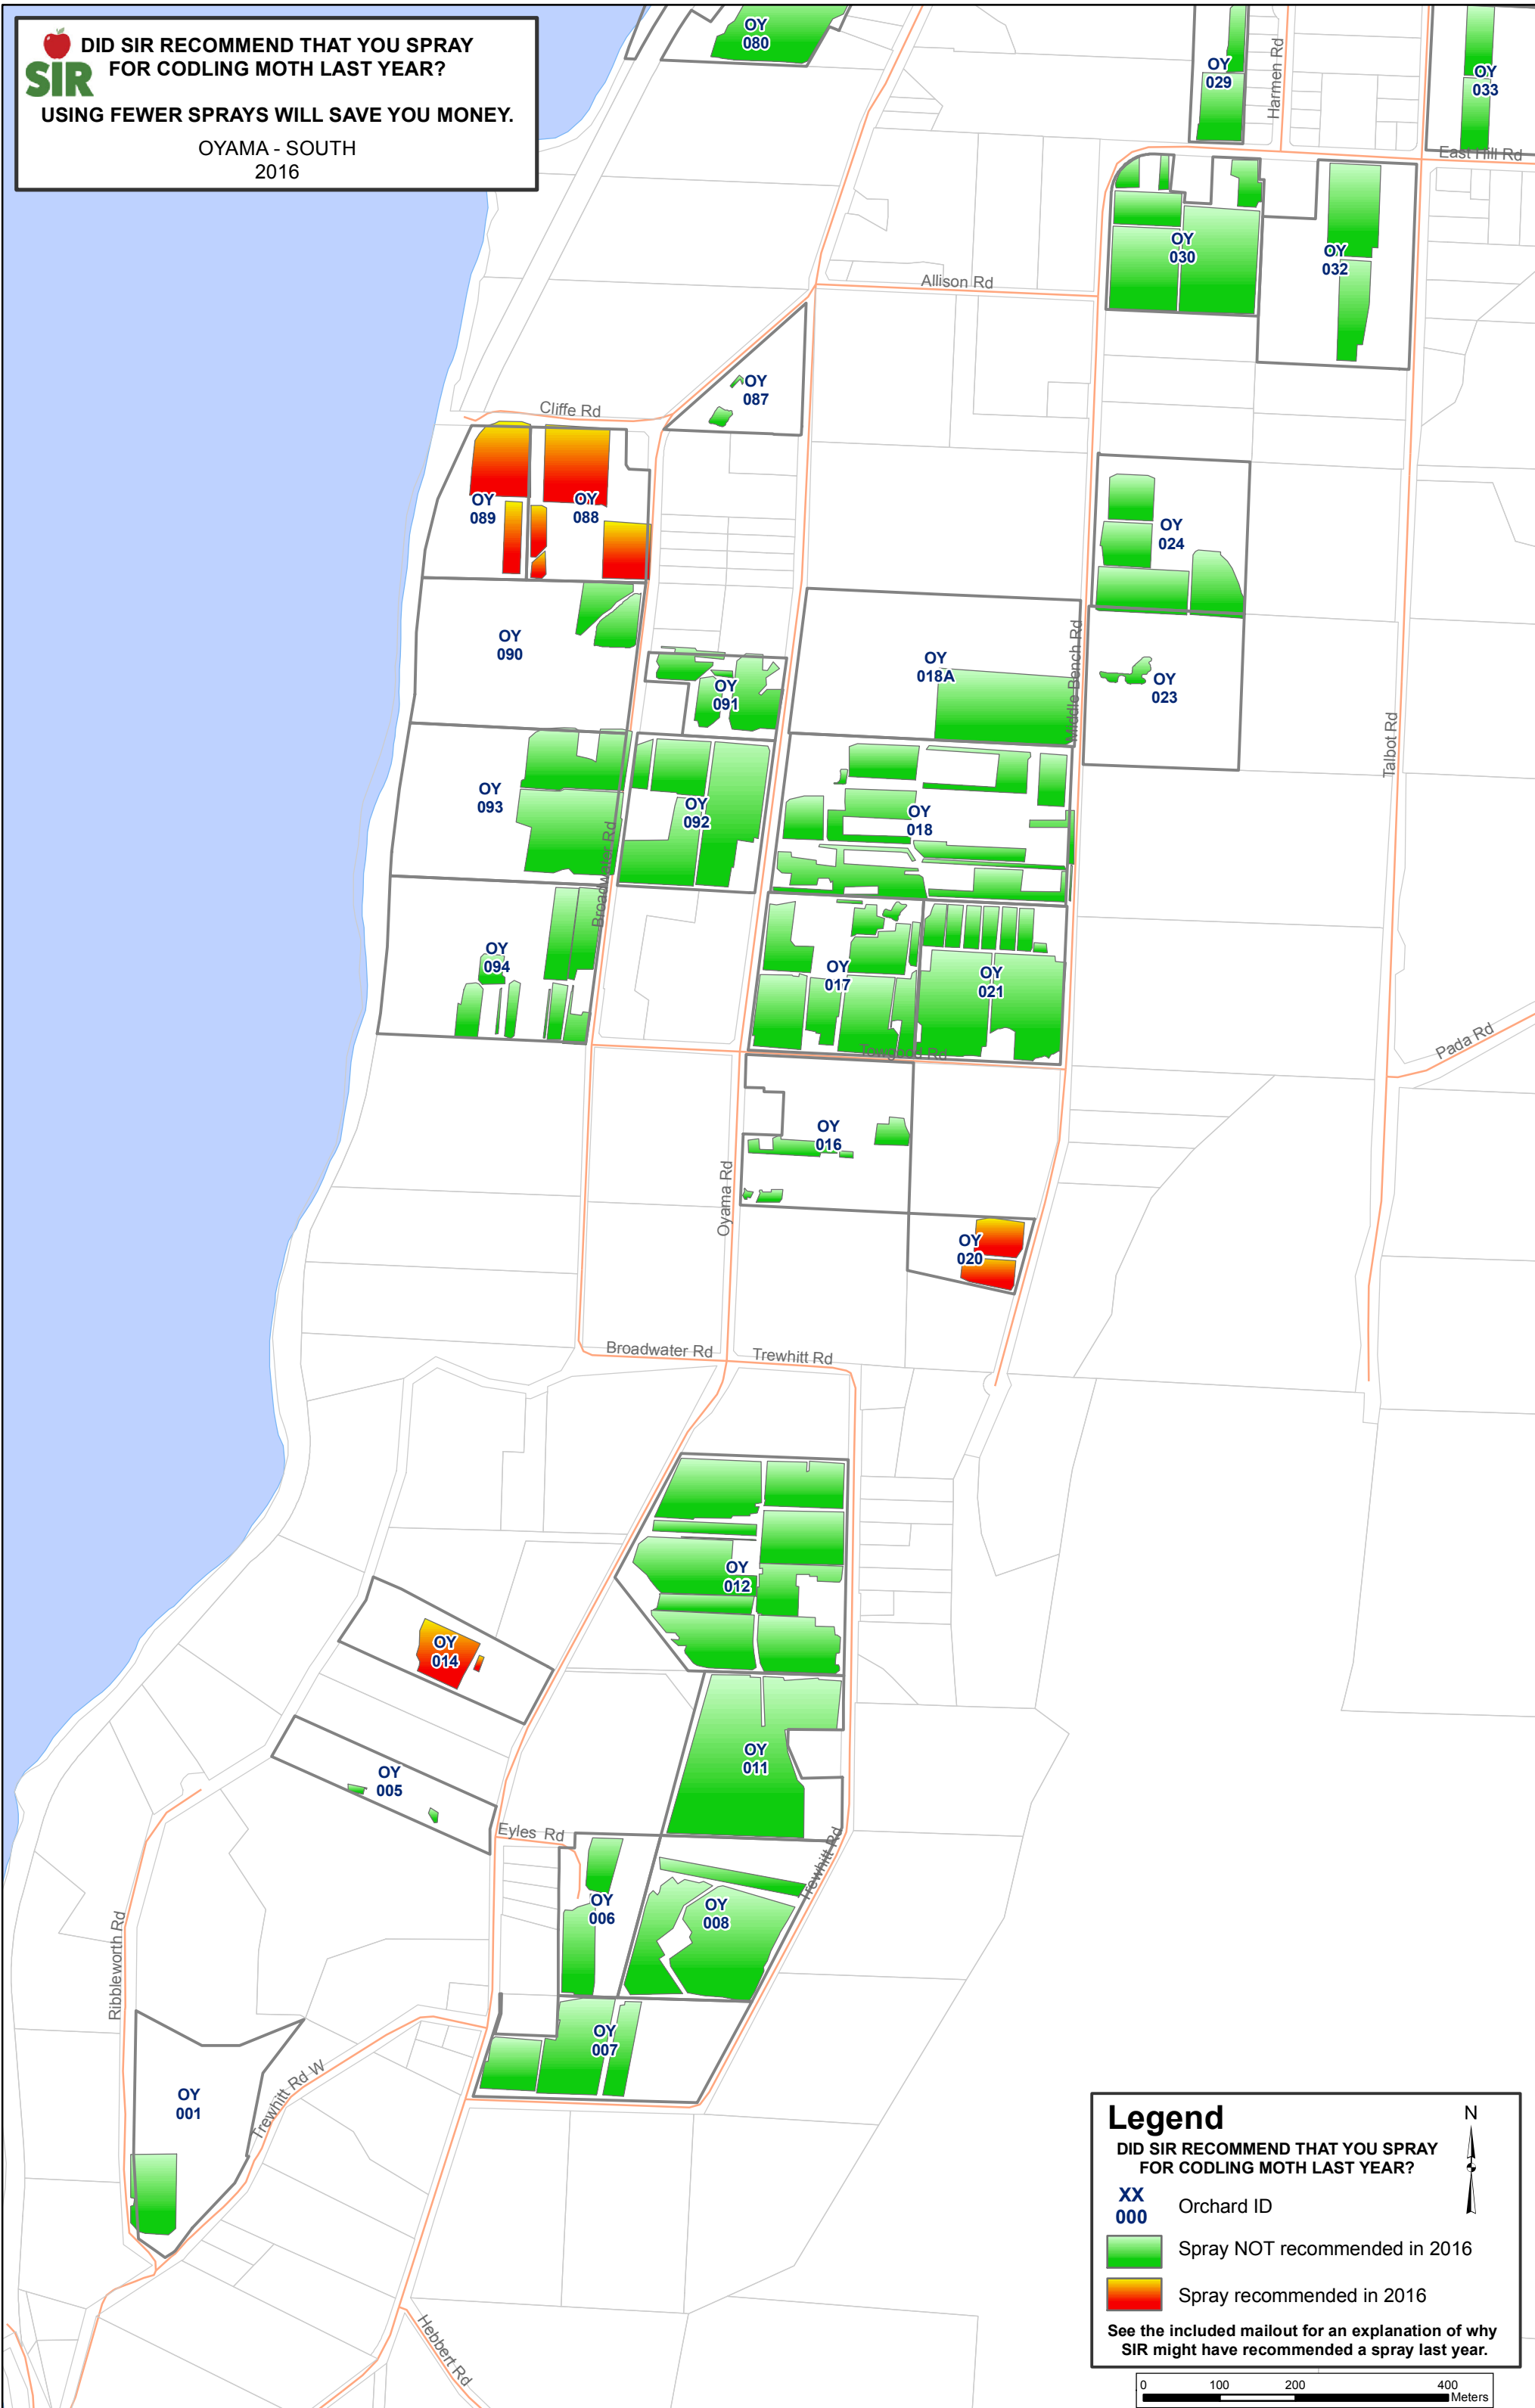 DID SIR RECOMMEND THAT YOU SPRAY
FOR CODLING MOTH LAST YEAR?
SIR
USING FEWER SPRAYS WILL SAVE YOU MONEY.
OYAMA - SOUTH
2016
OY
080
OY
029
Harmen Rd
OY
033
East Hill Rd
OY
030
OY
032
Allison Rd
OY
087
Cliffe Rd
OY
089
OY
088
OY
024
OY
090
OY
091
OY
018A
Middle Bench Rd
OY
023
Talbot Rd
OY
093
OY
092
OY
018
Broadwater Rd
OY
094
OY
017
OY
021
Towgood Rd
Pada Rd
OY
016
Oyama Rd
OY
020
Broadwater Rd
Trewhitt Rd
OY
012
OY
014
OY
011
OY
005
Eyles Rd
Trewhitt Rd
OY
006
OY
008
Ribbleworth Rd
OY
007
Trewhitt Rd W
OY
001
Hebbert Rd
Legend
N
DID SIR RECOMMEND THAT YOU SPRAY
FOR CODLING MOTH LAST YEAR?
XX
000
Orchard ID
Spray NOT recommended in 2016
Spray recommended in 2016
See the included mailout for an explanation of why
SIR might have recommended a spray last year.
0 100 200 400
Meters